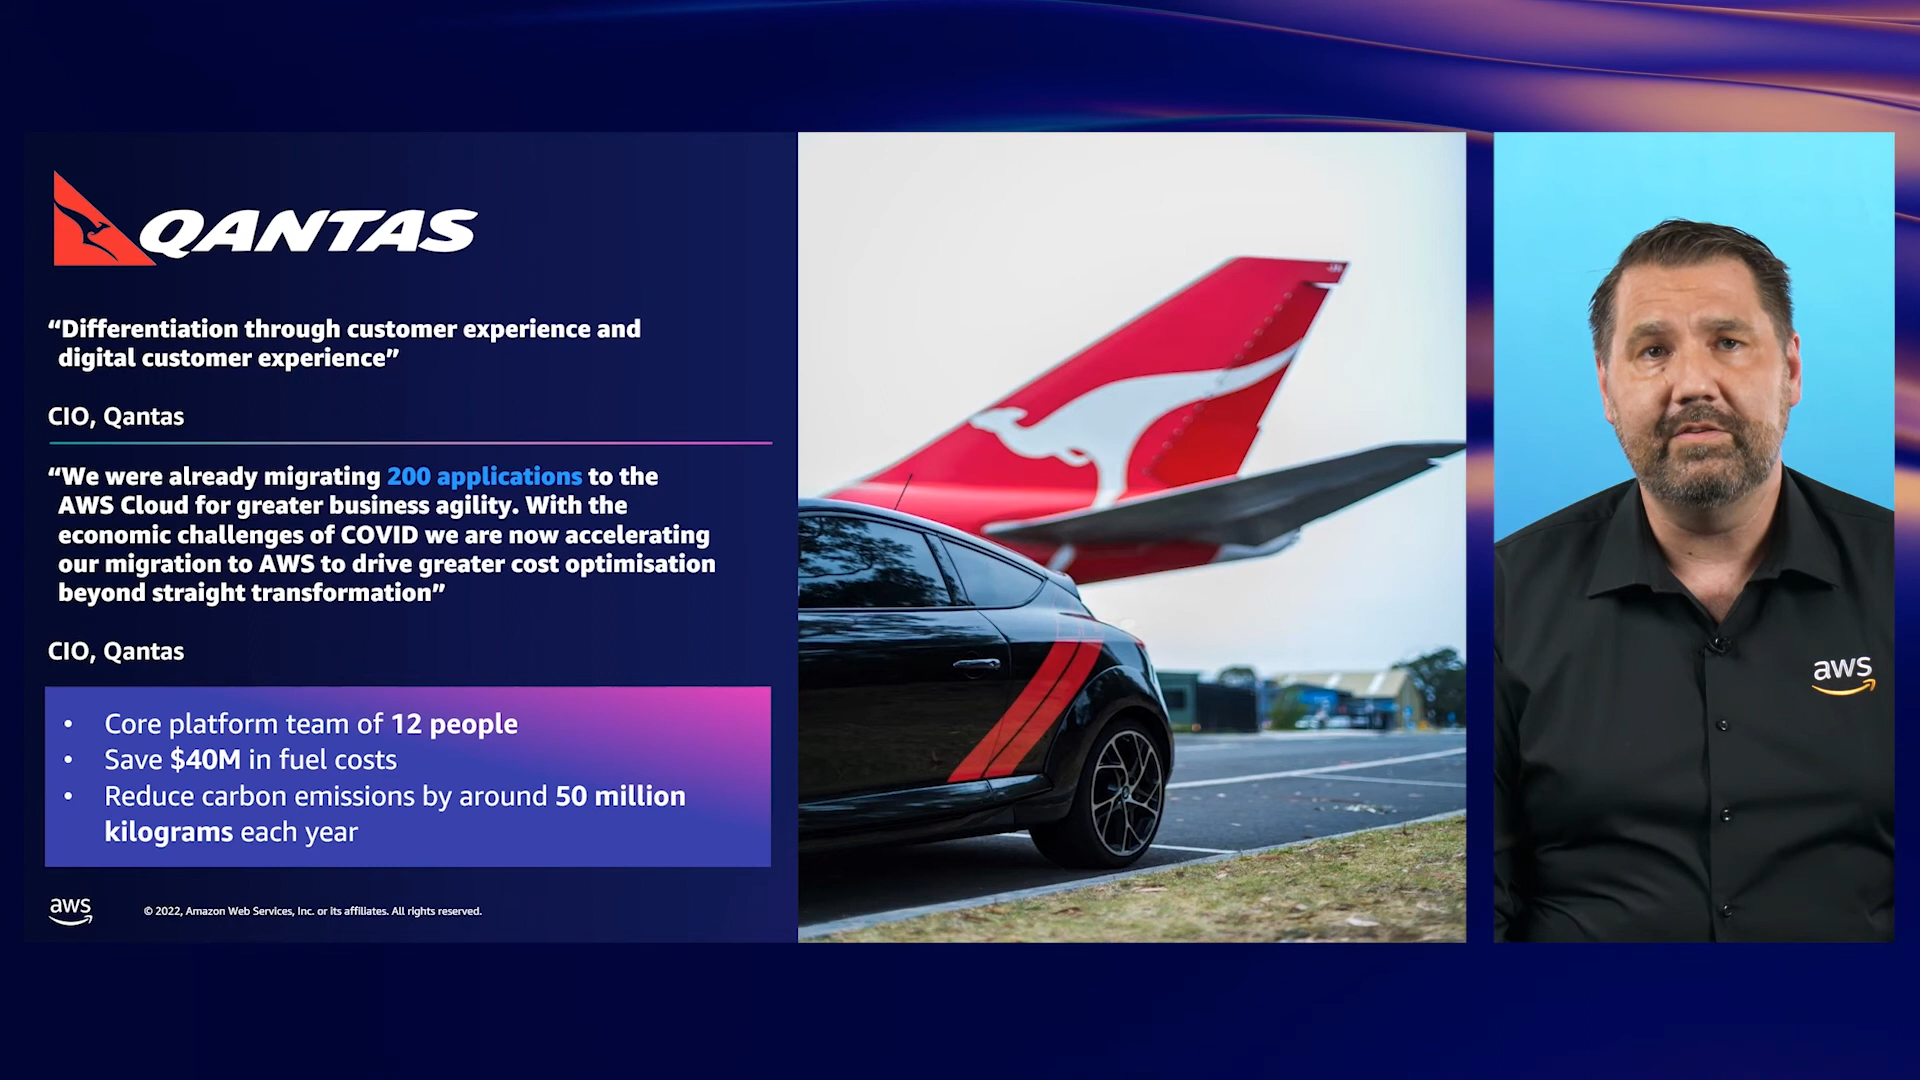 QANTAS
“Differentiation through customer experience and
digital customer experience”
CIO, Qantas
“We were already migrating 200 applications to the
AWS Cloud for greater business agility. With the
economic challenges of COVID we are now accelerating
our migration to AWS to drive greater cost optimisation
beyond straight transformation”
CIO, Qantas
• Core platform team of 12 people
• Save $40M in fuel costs
• Reduce carbon emissions by around 50 million
kilograms each year
aws
© 2022, Amazon Web Services, Inc. or its affiliates. All rights reserved.
aws